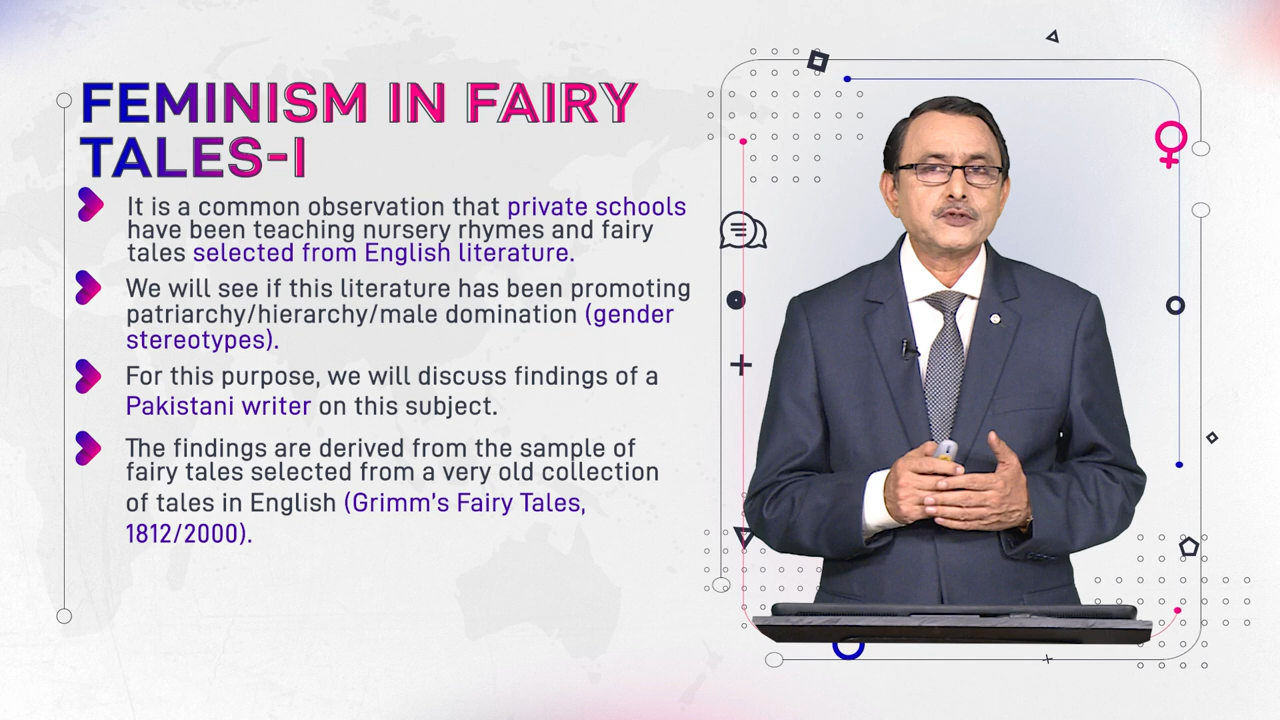 FEMINISM IN FAIRY
TALES-I
It is a common observation that private schools
have been teaching nursery rhymes and fairy
tales selected from English literature.
We will see if this literature has been promoting
patriarchy/hierarchy/male domination (gender
stereotypes).
For this purpose, we will discuss findings of a
Pakistani writer on this subject.
The findings are derived from the sample of
fairy tales selected from a very old collection
of tales in English (Grimm's Fairy Tales,
1812/2000).